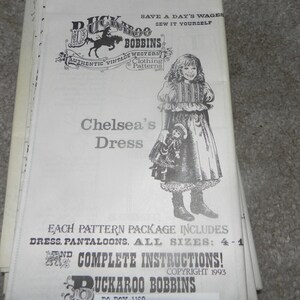 SAVE A DAY'S WAGES
SEW IT YOURSELF
BUCKAROO
BOBBINS
AUTHENTIC VINTAGE WESTERN
Clothing
Patterns
Chelsea's
Dress
EACH PATTERN PACKAGE INCLUDES
DRESS, PANTALOONS, ALL SIZES: 4 - 1
AND COMPLETE INSTRUCTIONS!
COPYRIGHT 1993
BUCKAROO BOBBINS